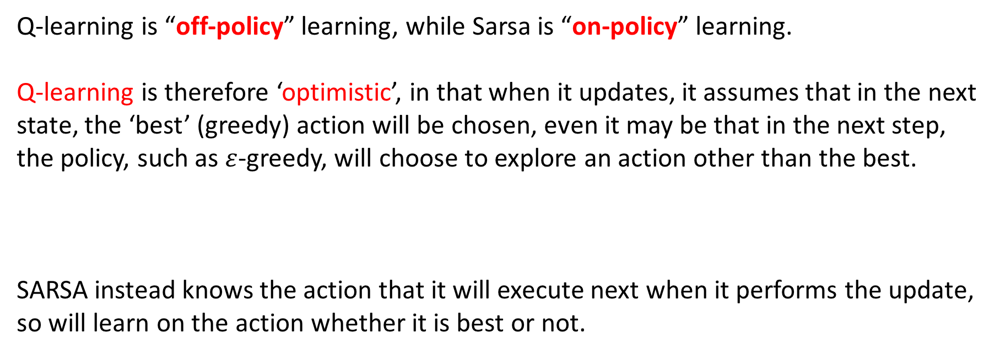 Q-learning is “off-policy” learning, while Sarsa is “on-policy” learning.
Q-learning is therefore ‘optimistic’, in that when it updates, it assumes that in the next
state, the ‘best’ (greedy) action will be chosen, even it may be that in the next step,
the policy, such as 𝜀-greedy, will choose to explore an action other than the best.
SARSA instead knows the action that it will execute next when it performs the update,
so will learn on the action whether it is best or not.